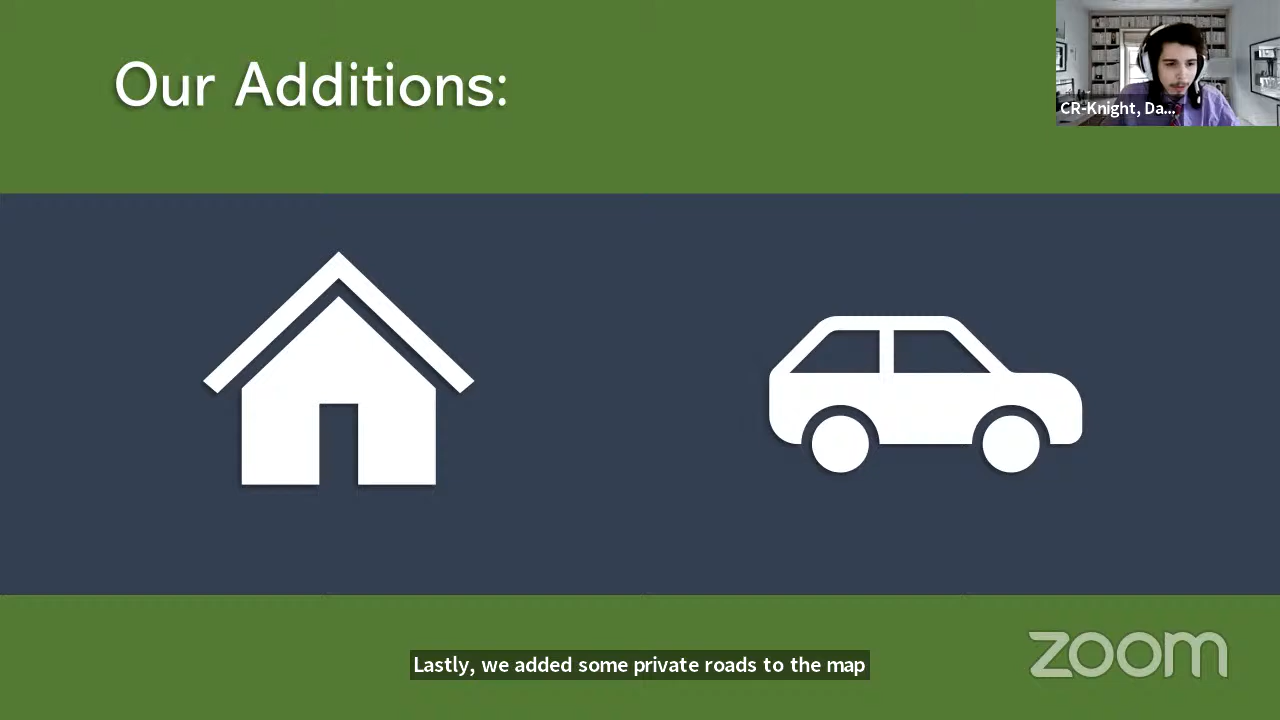 Our Additions:
CR-Knight, Da...
Lastly, we added some private roads to the map
zoom